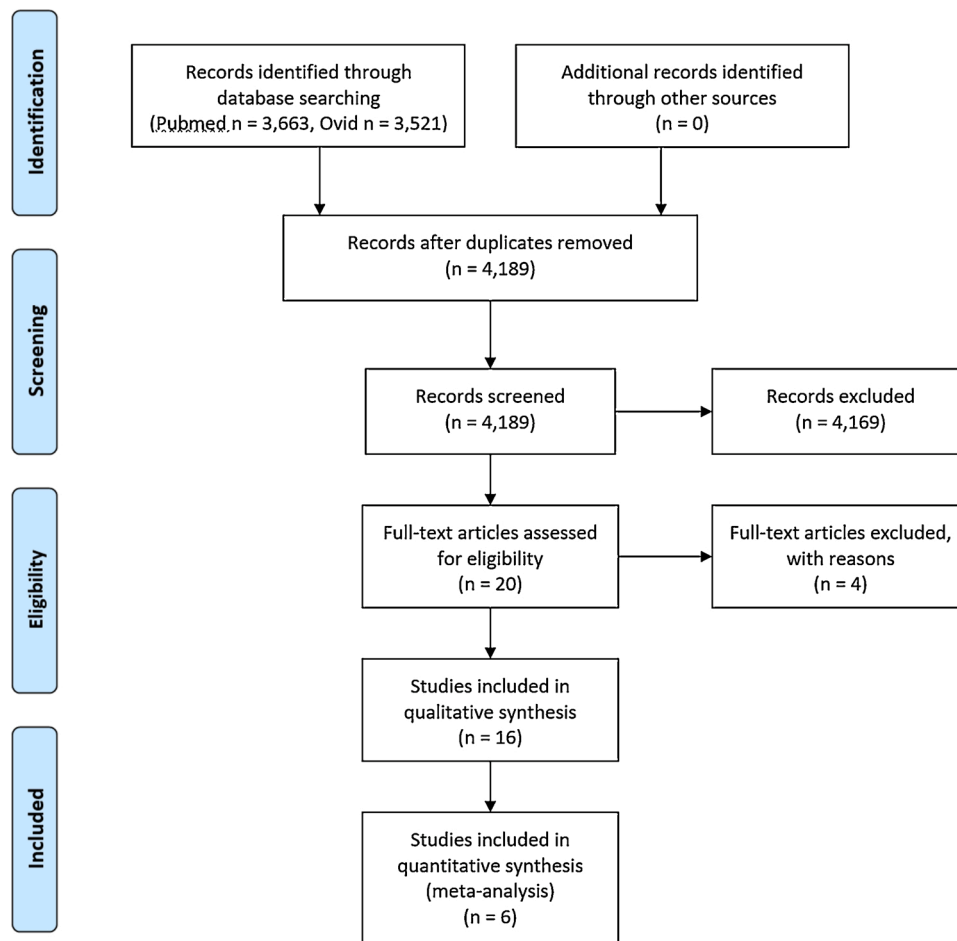 Identification
Records identified through
database searching
(Pubmed n = 3,663, Ovid n = 3,521)
Additional records identified
through other sources
(n = 0)
Records after duplicates removed
(n = 4,189)
Screening
Records screened
(n = 4,189)
Records excluded
(n = 4,169)
Eligibility
Full-text articles assessed
for eligibility
(n = 20)
Full-text articles excluded,
with reasons
(n = 4)
Studies included in
qualitative synthesis
(n = 16)
Included
Studies included in
quantitative synthesis
(meta-analysis)
(n = 6)